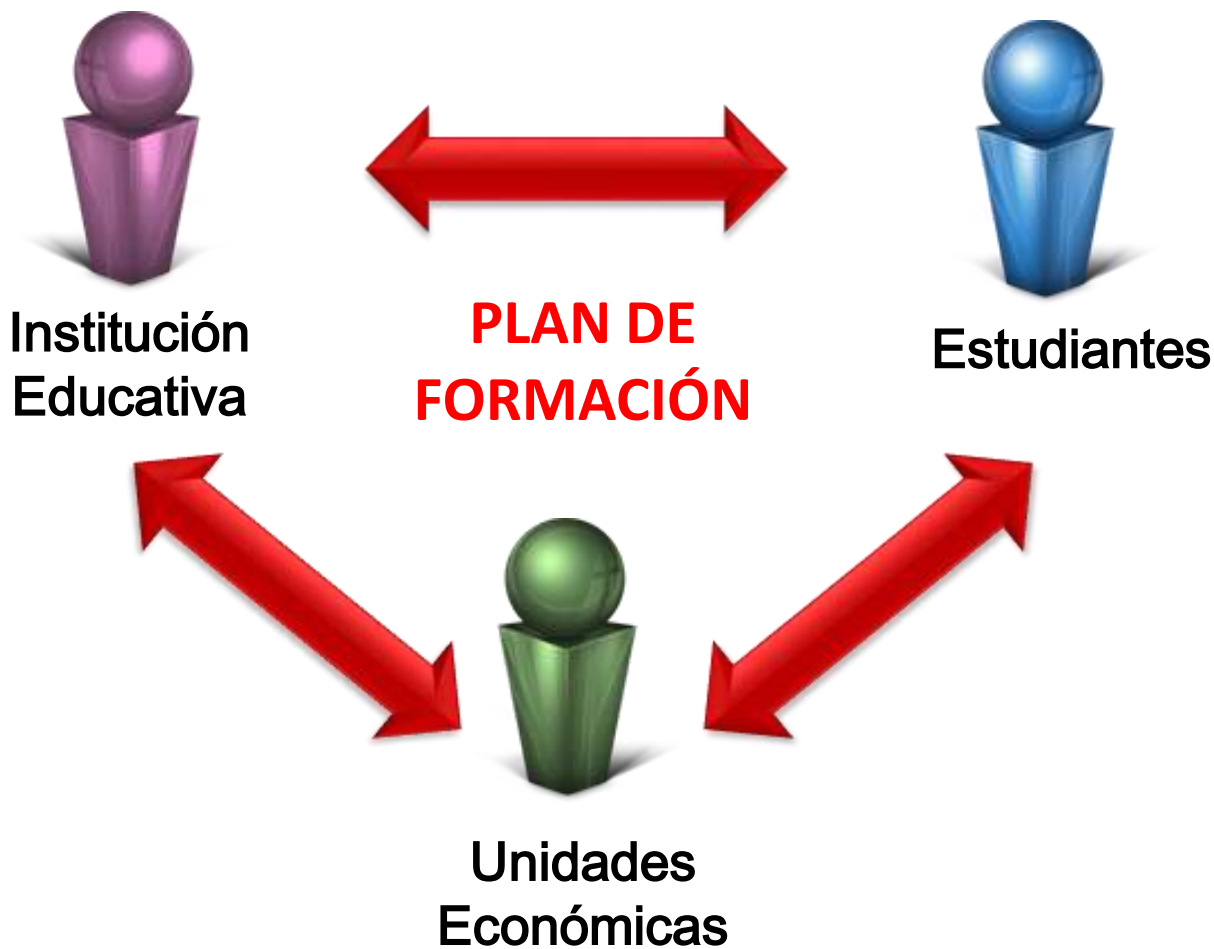 Institución
Educativa
PLAN DE
FORMACIÓN
Estudiantes
Unidades
Económicas